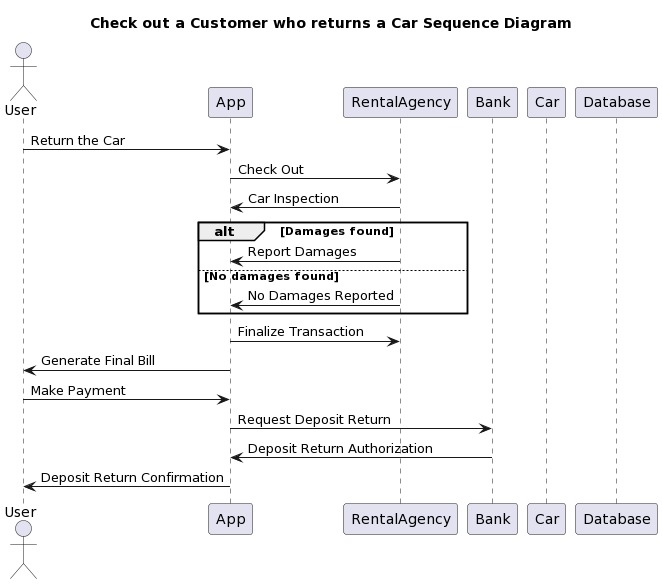 Check out a Customer who returns a Car Sequence Diagram
User
App
RentalAgency
Bank
Car
Database
Return the Car
Check Out
Car Inspection
alt
[Damages found]
Report Damages
[No damages found]
No Damages Reported
Finalize Transaction
Generate Final Bill
Make Payment
Request Deposit Return
Deposit Return Authorization
Deposit Return Confirmation
User
App
RentalAgency
Bank
Car
Database